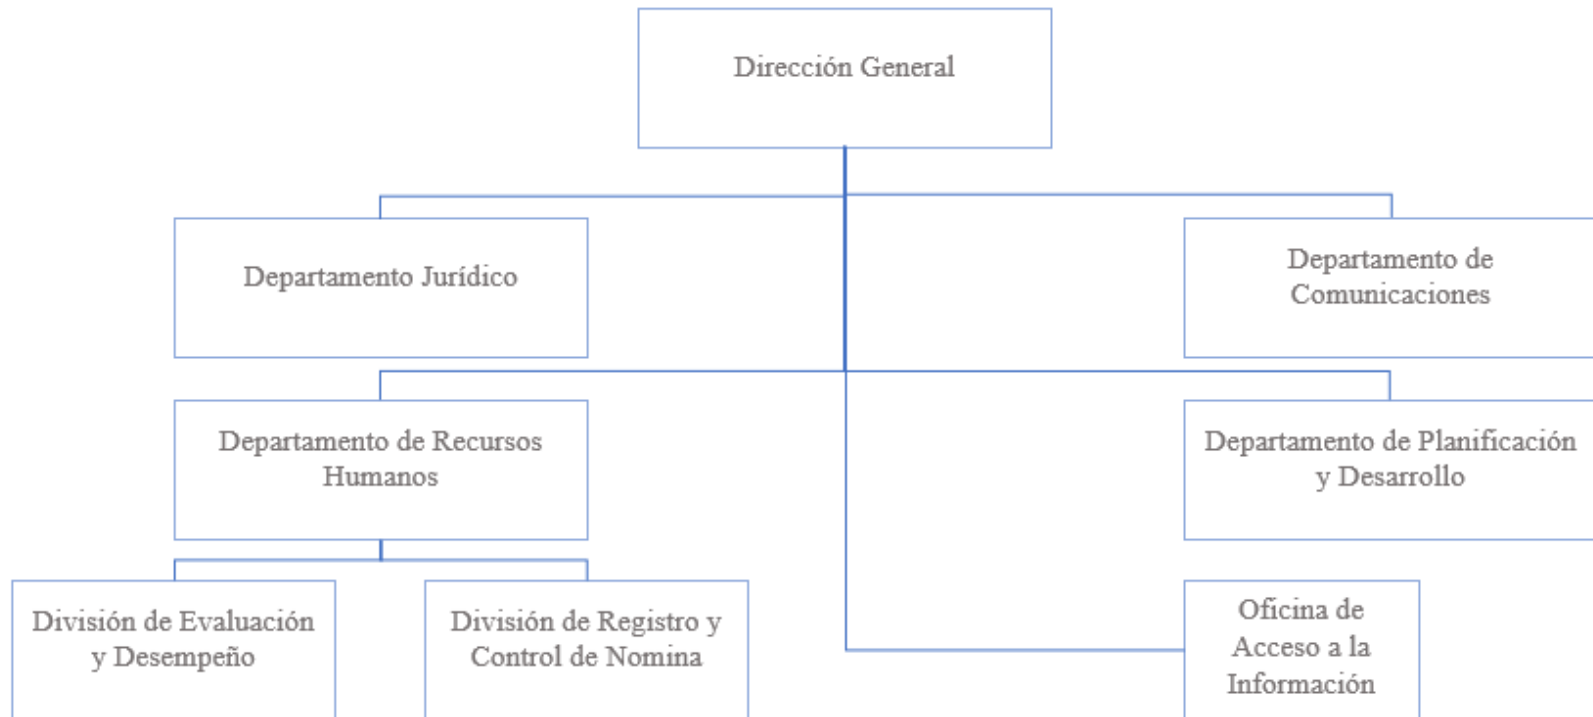 Dirección General
Departamento Jurídico
Departamento de
Comunicaciones
Departamento de Recursos
Humanos
Departamento de Planificación
y Desarrollo
División de Evaluación
y Desempeño
División de Registro y
Control de Nomina
Oficina de
Acceso a la
Información